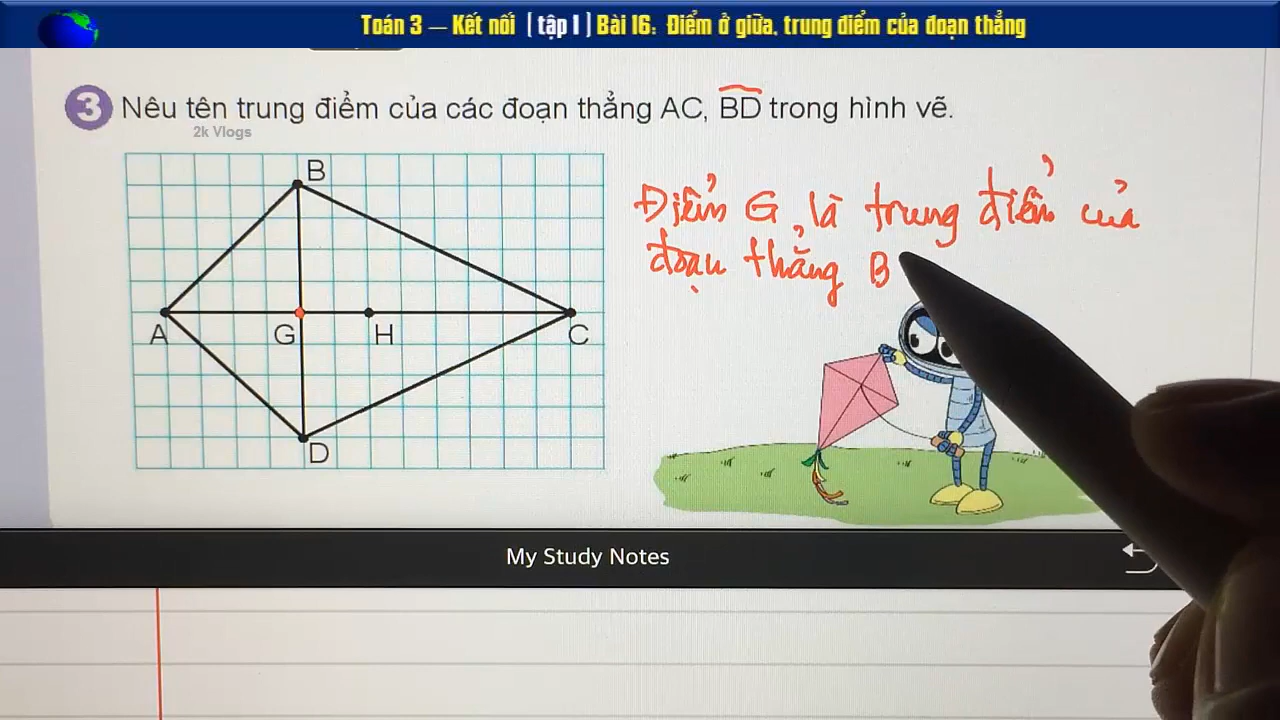 Toán 3 – Kết nối [ tập 1 ] Bài 16: Điểm ở giữa, trung điểm của đoạn thẳng
3 Nêu tên trung điểm của các đoạn thẳng AC, BD trong hình vẽ.
2k Vlogs
B
Điểm G là trung điểm của
đoạn thẳng B
A
G
H
C
D
My Study Notes